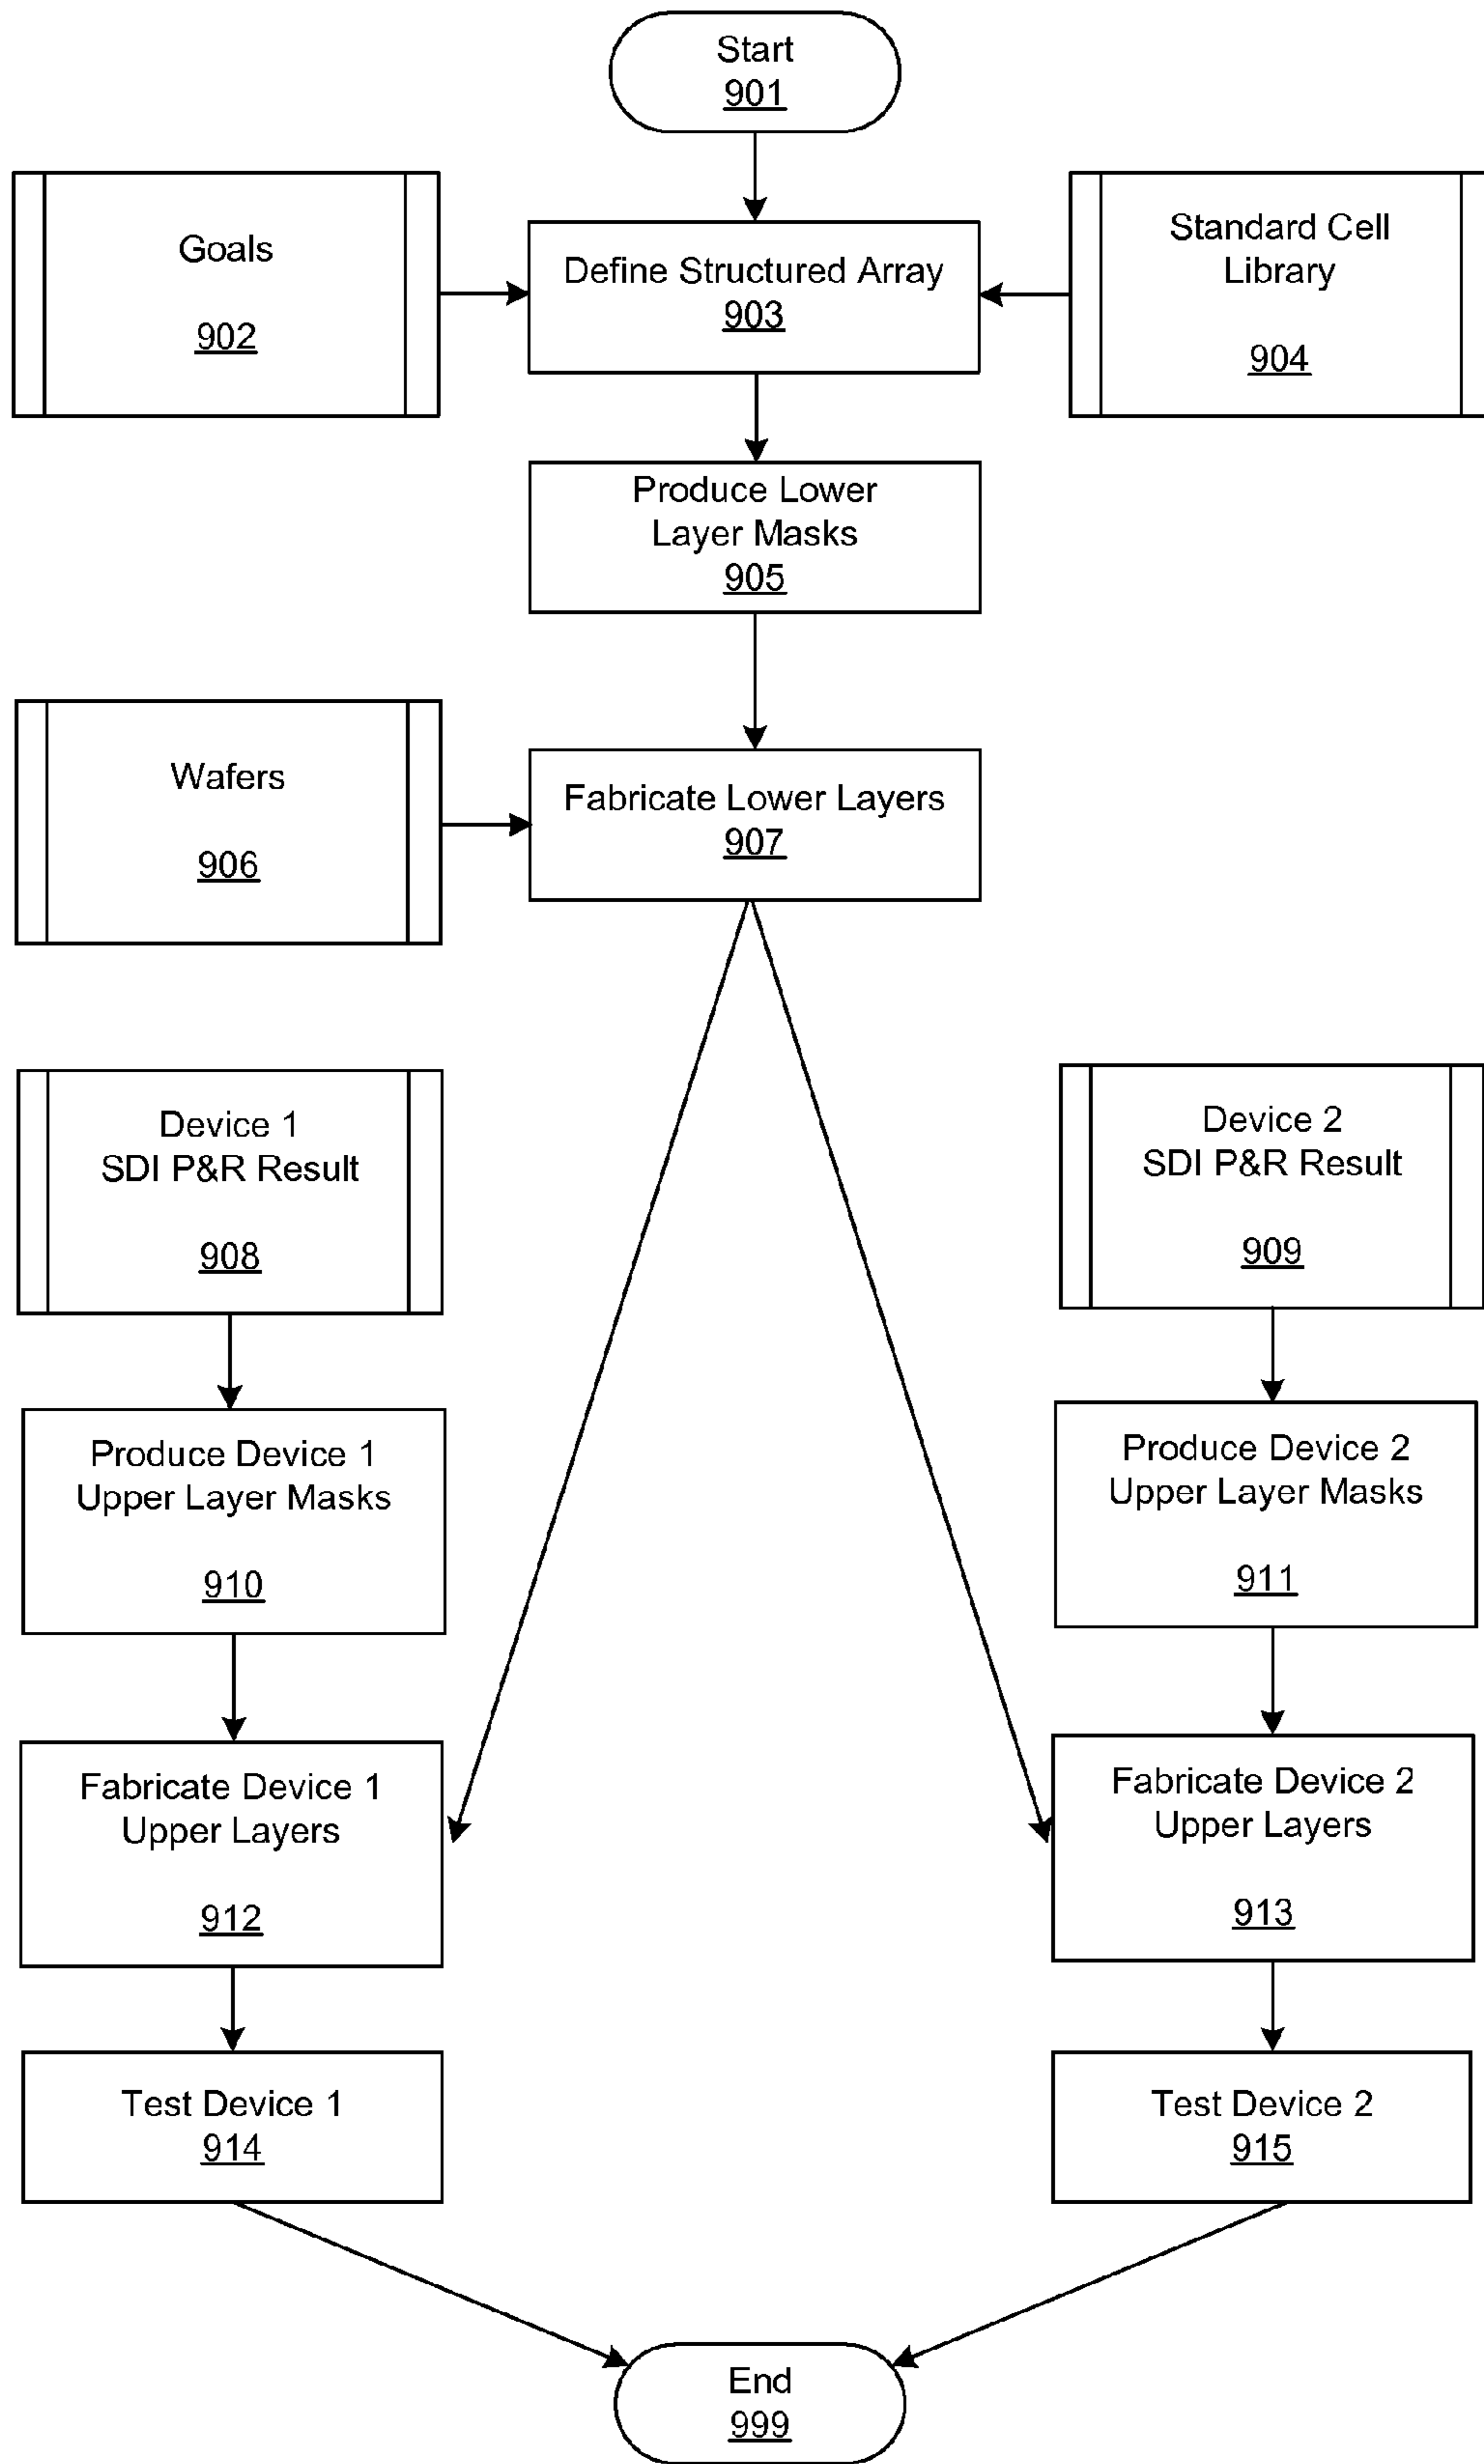 Start
901
Goals
902
Define Structured Array
903
Standard Cell
Library
904
Produce Lower
Layer Masks
905
Wafers
906
Fabricate Lower Layers
907
Device 1
SDI P&R Result
908
Device 2
SDI P&R Result
909
Produce Device 1
Upper Layer Masks
910
Produce Device 2
Upper Layer Masks
911
Fabricate Device 1
Upper Layers
912
Fabricate Device 2
Upper Layers
913
Test Device 1
914
Test Device 2
915
End
999